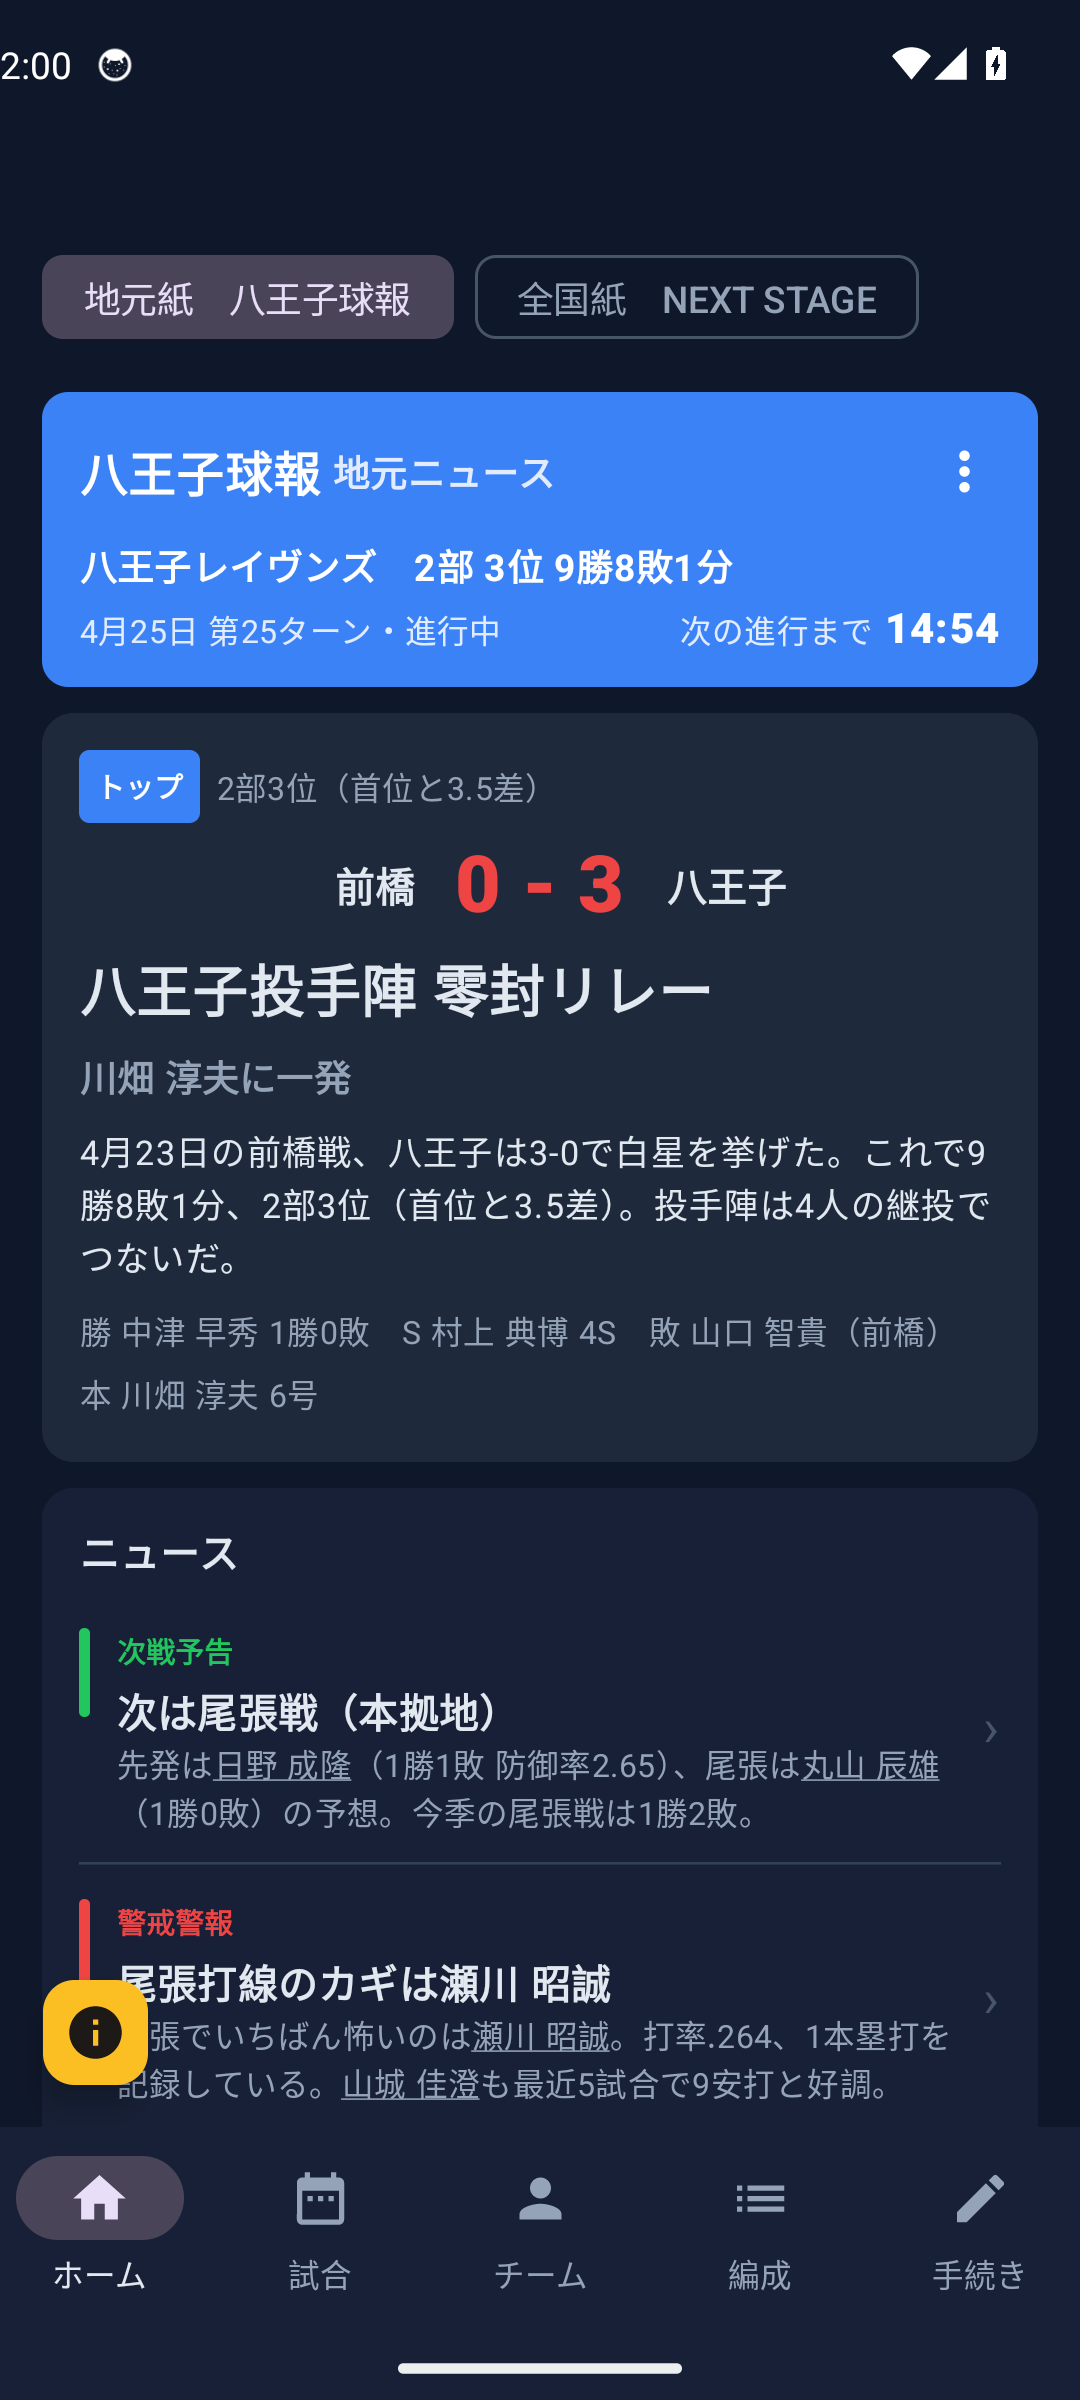 2:00
地元紙　八王子球報
全国紙　NEXT STAGE
八王子球報 地元ニュース
八王子レイヴンズ　2部 3位 9勝8敗1分
4月25日 第25ターン・進行中
次の進行まで 14:54
トップ 2部3位（首位と3.5差）
前橋 0 - 3 八王子
八王子投手陣 零封リレー
川畑 淳夫に一発
4月23日の前橋戦、八王子は3-0で白星を挙げた。これで9
勝8敗1分、2部3位（首位と3.5差）。投手陣は4人の継投で
つないだ。
勝 中津 早秀 1勝0敗　S 村上 典博 4S　敗 山口 智貴（前橋）
本 川畑 淳夫 6号
ニュース
次戦予告
次は尾張戦（本拠地）
先発は日野 成隆（1勝1敗 防御率2.65）、尾張は丸山 辰雄
（1勝0敗）の予想。今季の尾張戦は1勝2敗。
警戒警報
尾張打線のカギは瀬川 昭誠
張でいちばん怖いのは瀬川 昭誠。打率.264、1本塁打を
記録している。山城 佳澄も最近5試合で9安打と好調。
ホーム
試合
チーム
編成
手続き